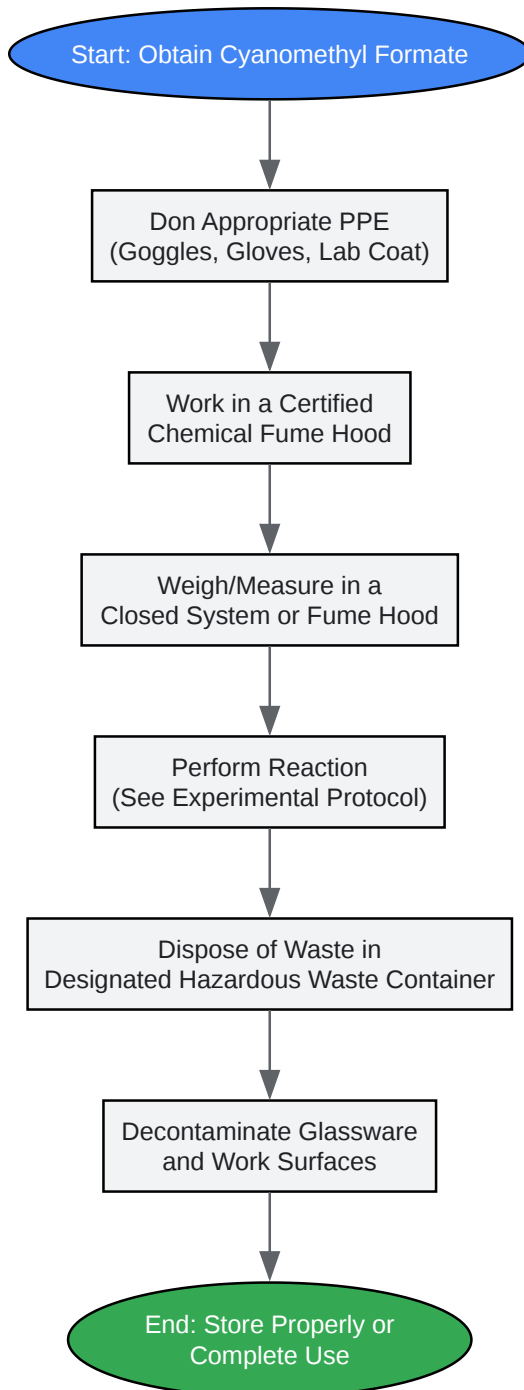 Start: Obtain Cyanomethyl Formate
Don Appropriate PPE
(Goggles, Gloves, Lab Coat)
Work in a Certified
Chemical Fume Hood
Weigh/Measure in a
Closed System or Fume Hood
Perform Reaction
(See Experimental Protocol)
Dispose of Waste in
Designated Hazardous Waste Container
Decontaminate Glassware
and Work Surfaces
End: Store Properly or
Complete Use